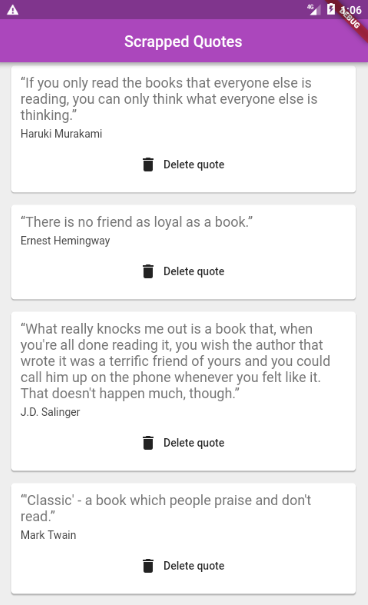 4G
1:06
DEBUG
Scrapped Quotes
“If you only read the books that everyone else is
reading, you can only think what everyone else is
thinking.”
Haruki Murakami
Delete quote
“There is no friend as loyal as a book.”
Ernest Hemingway
Delete quote
“What really knocks me out is a book that, when
you're all done reading it, you wish the author that
wrote it was a terrific friend of yours and you could
call him up on the phone whenever you felt like it.
That doesn't happen much, though.”
J.D. Salinger
Delete quote
“'Classic' - a book which people praise and don't
read.”
Mark Twain
Delete quote